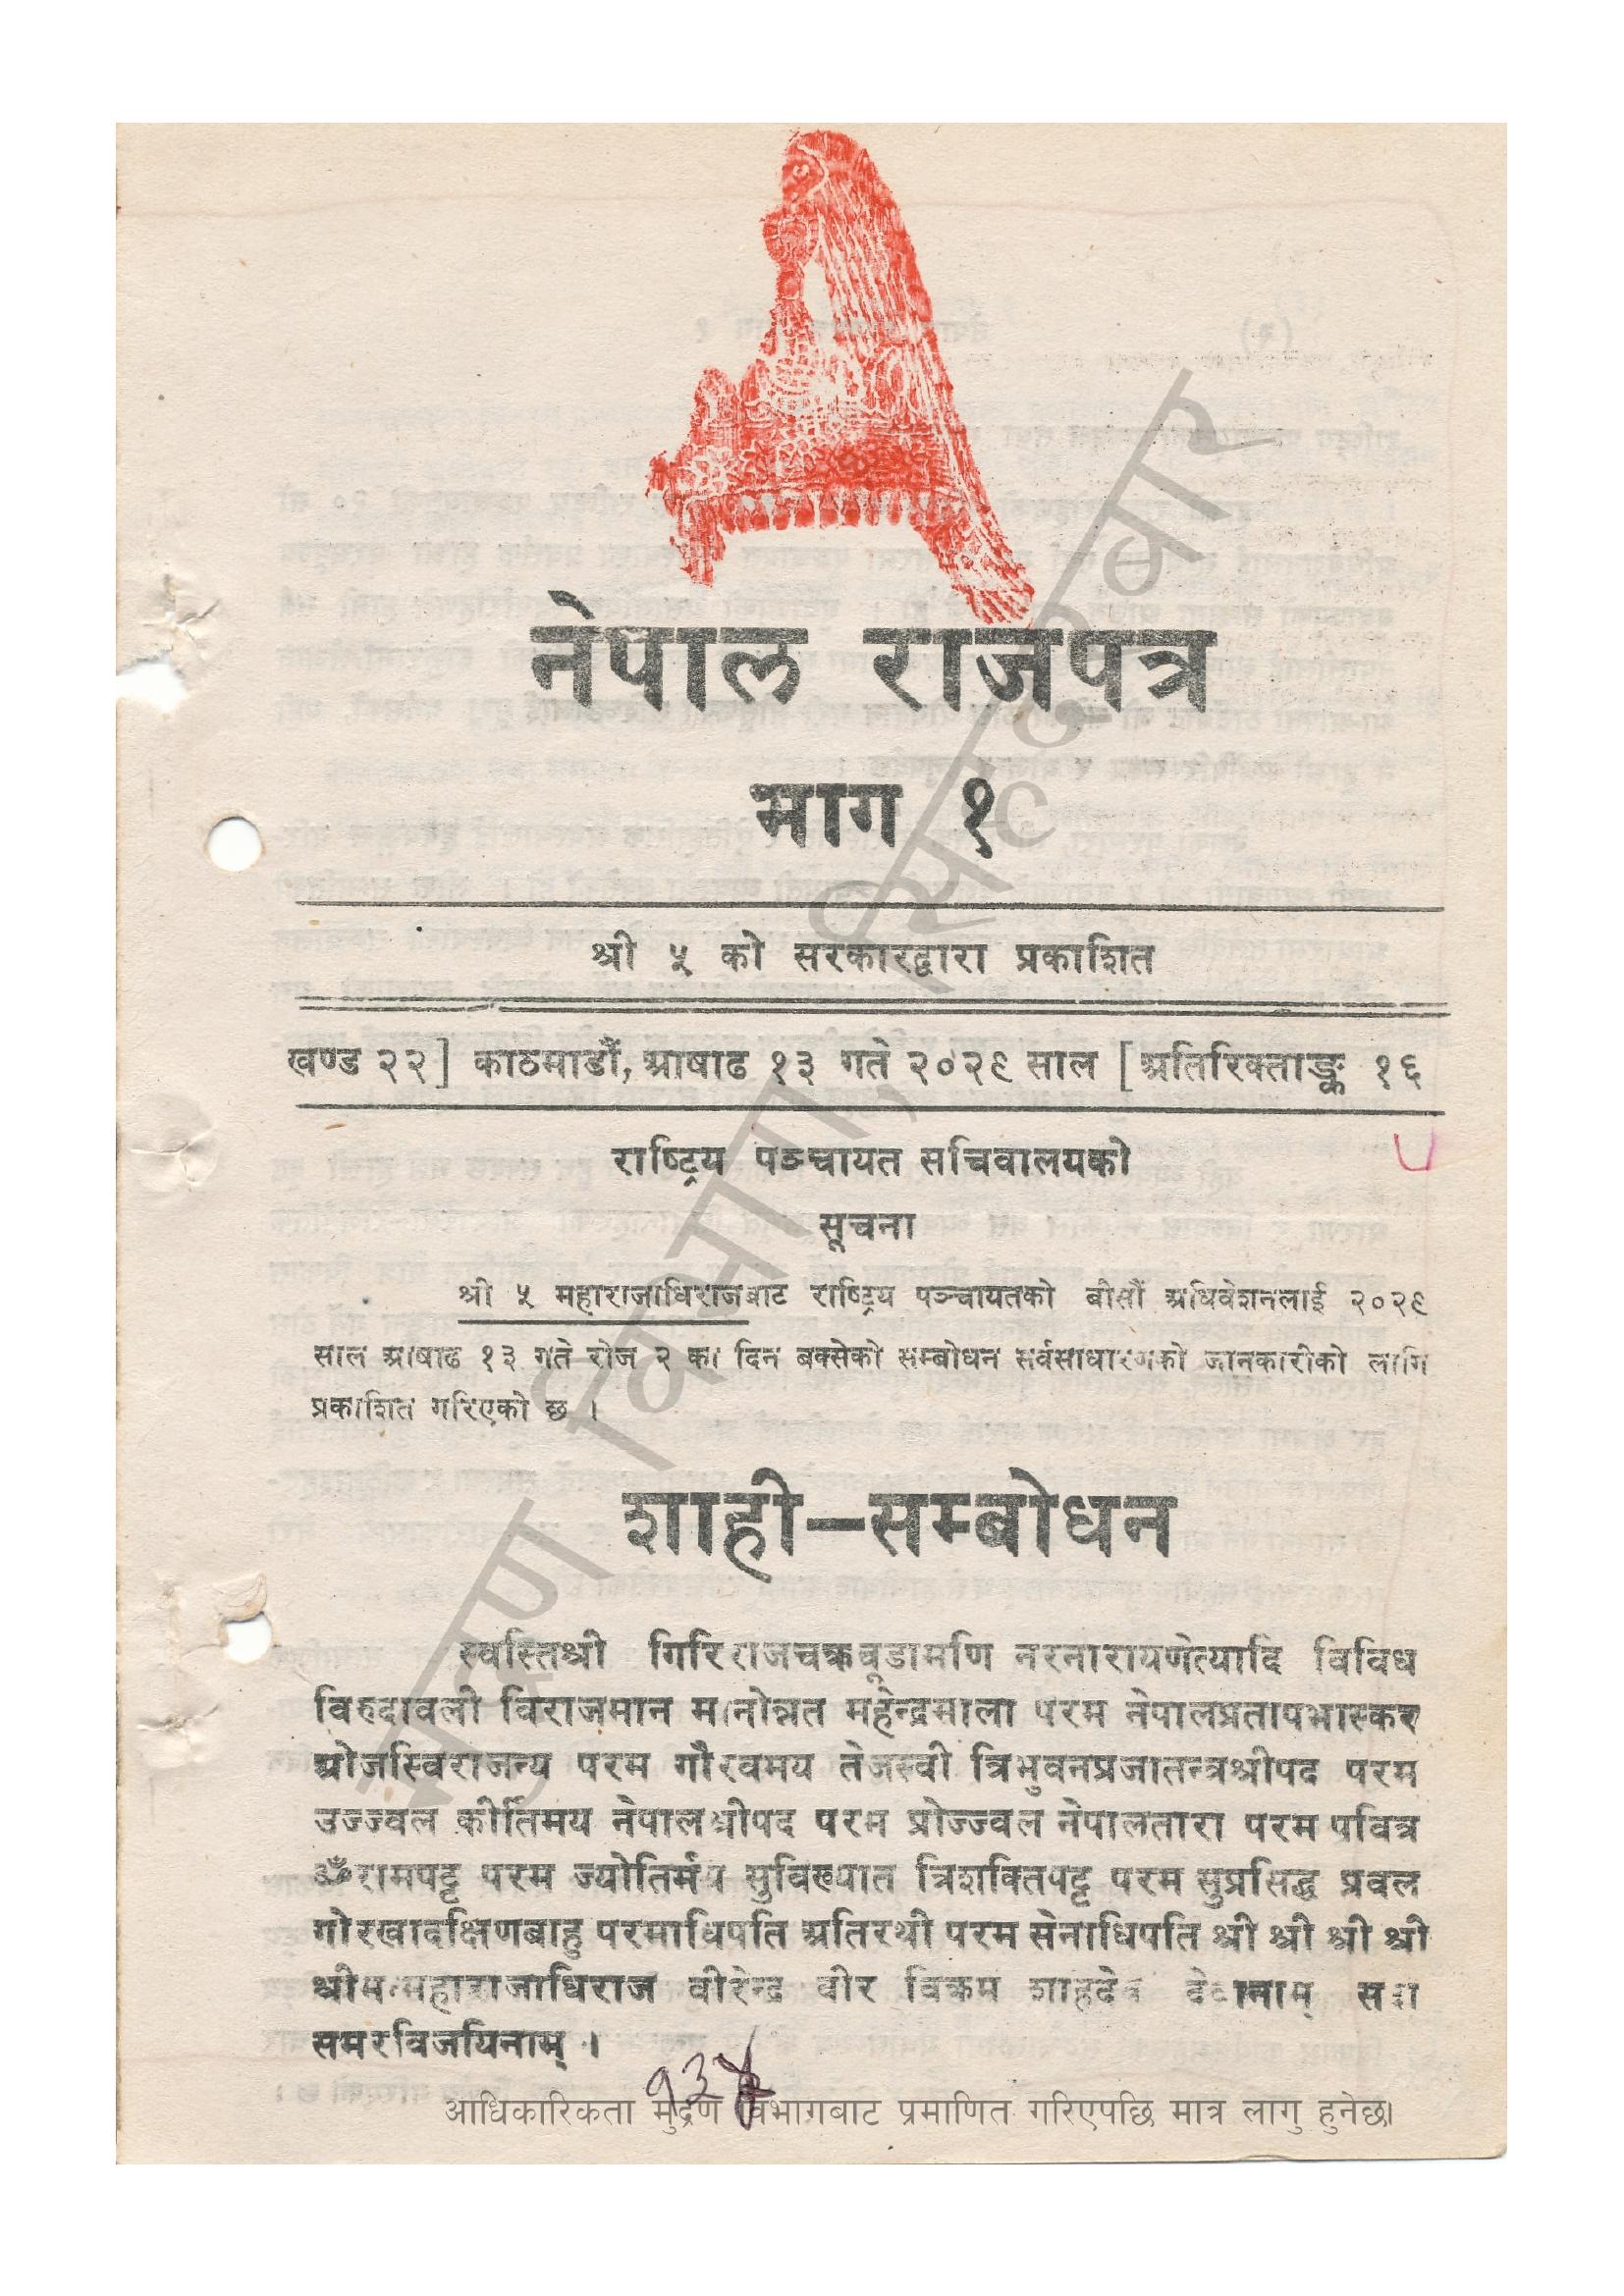 नेपाल राजपत्र
भाग १
श्री ५ को सरकारद्वारा प्रकाशित
खण्ड २२] काठमाडौं, आषाढ १३ गते २०२९ साल [अतिरिक्ताङ्क १६
राष्ट्रिय पञ्चायत सचिवालयको
सूचना
श्री ५ महाराजाधिराजबाट राष्ट्रिय पञ्चायतको बीसौं अधिवेशनलाई २०२९
साल आषाढ १३ गते रोज २ का दिन बक्सेको सम्बोधन सर्वसाधारणको जानकारीको लागि
प्रकाशित गरिएको छ ।
शाही–सम्बोधन
स्वस्तिश्री गिरिराजचक्रचूडामणि नरनारायणेत्यादि विविध
विरुदावली विराजमान मानोन्नत महेन्द्रमाला परम नेपालप्रतापभास्कर
ओजस्विराजन्य परम गौरवमय तेजस्वी त्रिभुवनप्रजातन्त्रश्रीपद परम
उज्ज्वल कीर्तिमय नेपालश्रीपद परम प्रोज्ज्वल नेपालतारा परम पवित्र
ॐरामपट्ट परम ज्योतिर्मय सुविख्यात त्रिशक्तिपट्ट परम सुप्रसिद्ध प्रवल
गोरखादक्षिणबाहु परमाधिपति अतिरथी परम सेनाधिपति श्री श्री श्री श्री
श्रीमन्महाराजाधिराज वीरेन्द्र वीर विक्रम शाहदेव देवानाम् सदा
समरविजयिनाम् ।
आधिकारिकता मुद्रण विभागबाट प्रमाणित गरिएपछि मात्र लागु हुनेछ।
मुद्रण विभाग, सिंहदरबार